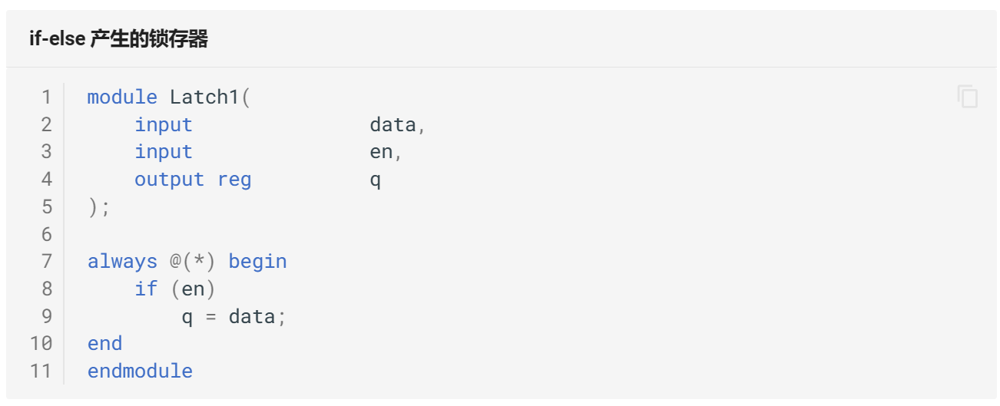 if-else 产生的锁存器
1 module Latch1(
2     input               data,
3     input               en,
4     output reg          q
5 );
6
7 always @(*) begin
8     if (en)
9         q = data;
10 end
11 endmodule